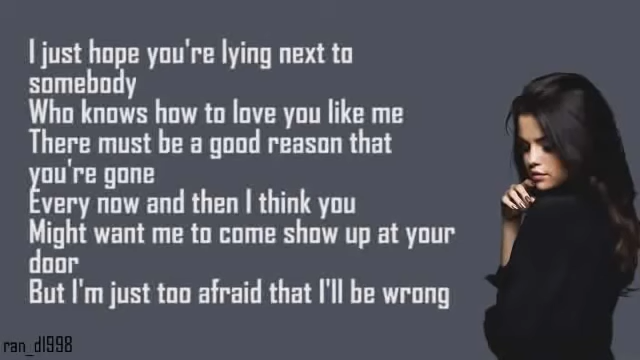 I just hope you're lying next to
somebody
Who knows how to love you like me
There must be a good reason that
you're gone
Every now and then I think you
Might want me to come show up at your
door
But I'm just too afraid that I'll be wrong
ran_d1998